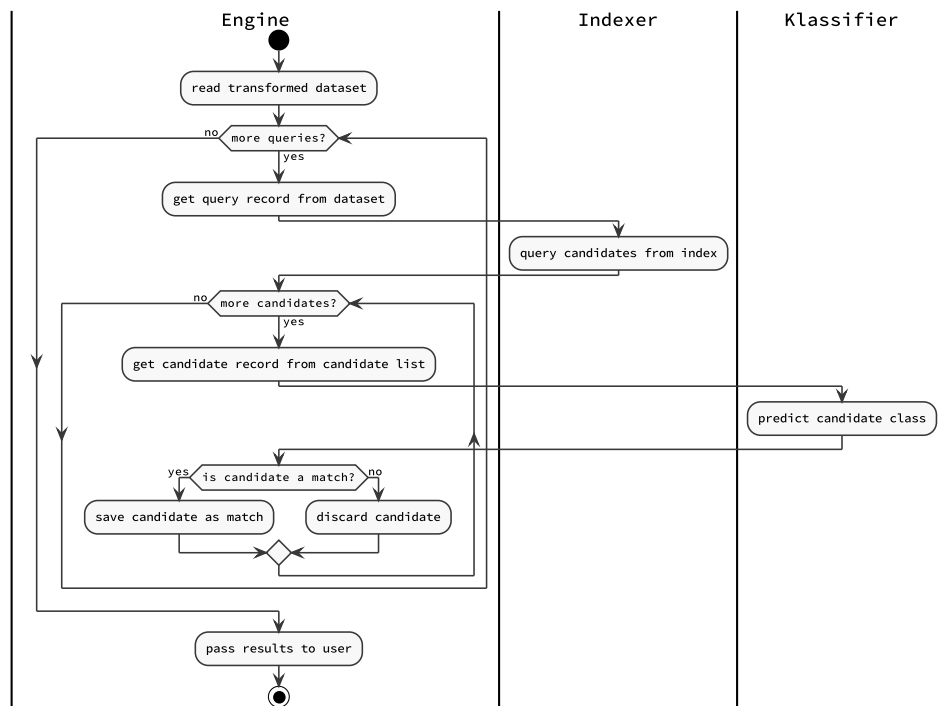 Engine
Indexer
Klassifier
read transformed dataset
no
more queries?
yes
get query record from dataset
query candidates from index
no
more candidates?
yes
get candidate record from candidate list
predict candidate class
yes
is candidate a match?
no
save candidate as match
discard candidate
pass results to user